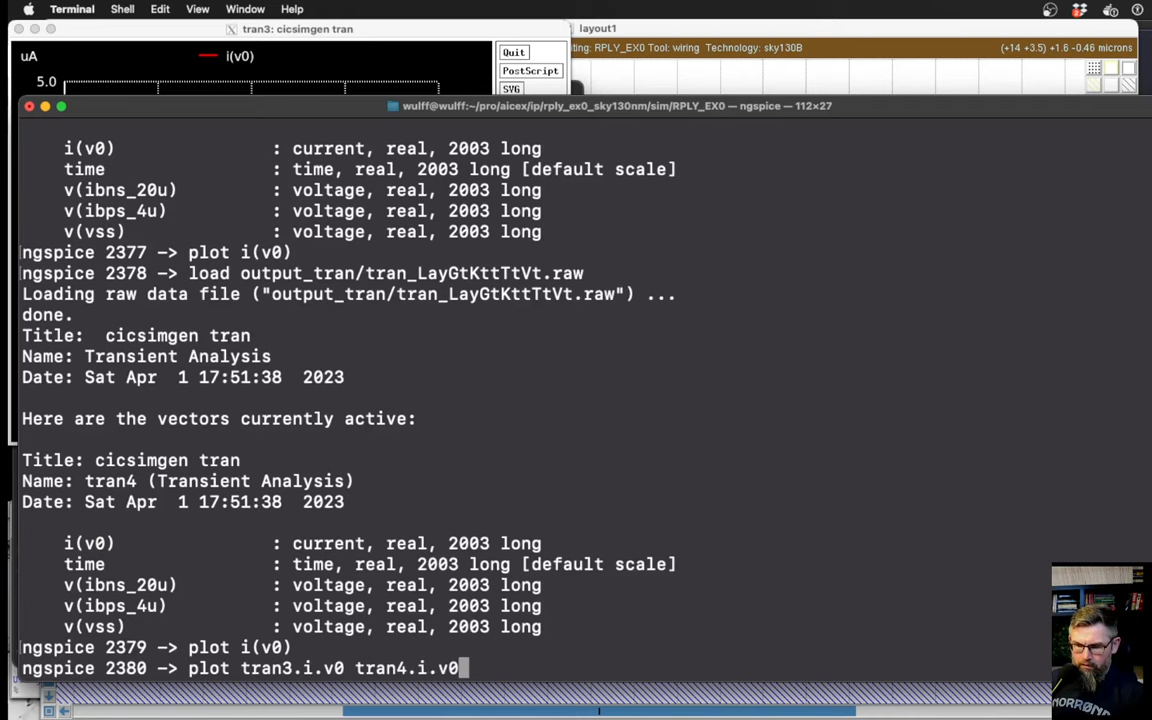 Terminal Shell Edit View Window Help
tran3: cicsimgen tran
layout1
ting: RPLY_EX0 Tool: wiring Technology: sky130B (+14 +3.5) +1.6 -0.46 microns
uA
i(v0)
5.0
Quit
PostScript
SVG
wulff@wulff:~/pro/aicex/ip/rply_ex0_sky130nm/sim/RPLY_EX0 — ngspice — 112×27
i(v0) : current, real, 2003 long
time : time, real, 2003 long [default scale]
v(ibns_20u) : voltage, real, 2003 long
v(ibps_4u) : voltage, real, 2003 long
v(vss) : voltage, real, 2003 long
ngspice 2377 -> plot i(v0)
ngspice 2378 -> load output_tran/tran_LayGtKttTtVt.raw
Loading raw data file ("output_tran/tran_LayGtKttTtVt.raw") ...
done.
Title: cicsimgen tran
Name: Transient Analysis
Date: Sat Apr 1 17:51:38 2023
Here are the vectors currently active:
Title: cicsimgen tran
Name: tran4 (Transient Analysis)
Date: Sat Apr 1 17:51:38 2023
i(v0) : current, real, 2003 long
time : time, real, 2003 long [default scale]
v(ibns_20u) : voltage, real, 2003 long
v(ibps_4u) : voltage, real, 2003 long
v(vss) : voltage, real, 2003 long
ngspice 2379 -> plot i(v0)
ngspice 2380 -> plot tran3.i.v0 tran4.i.v0